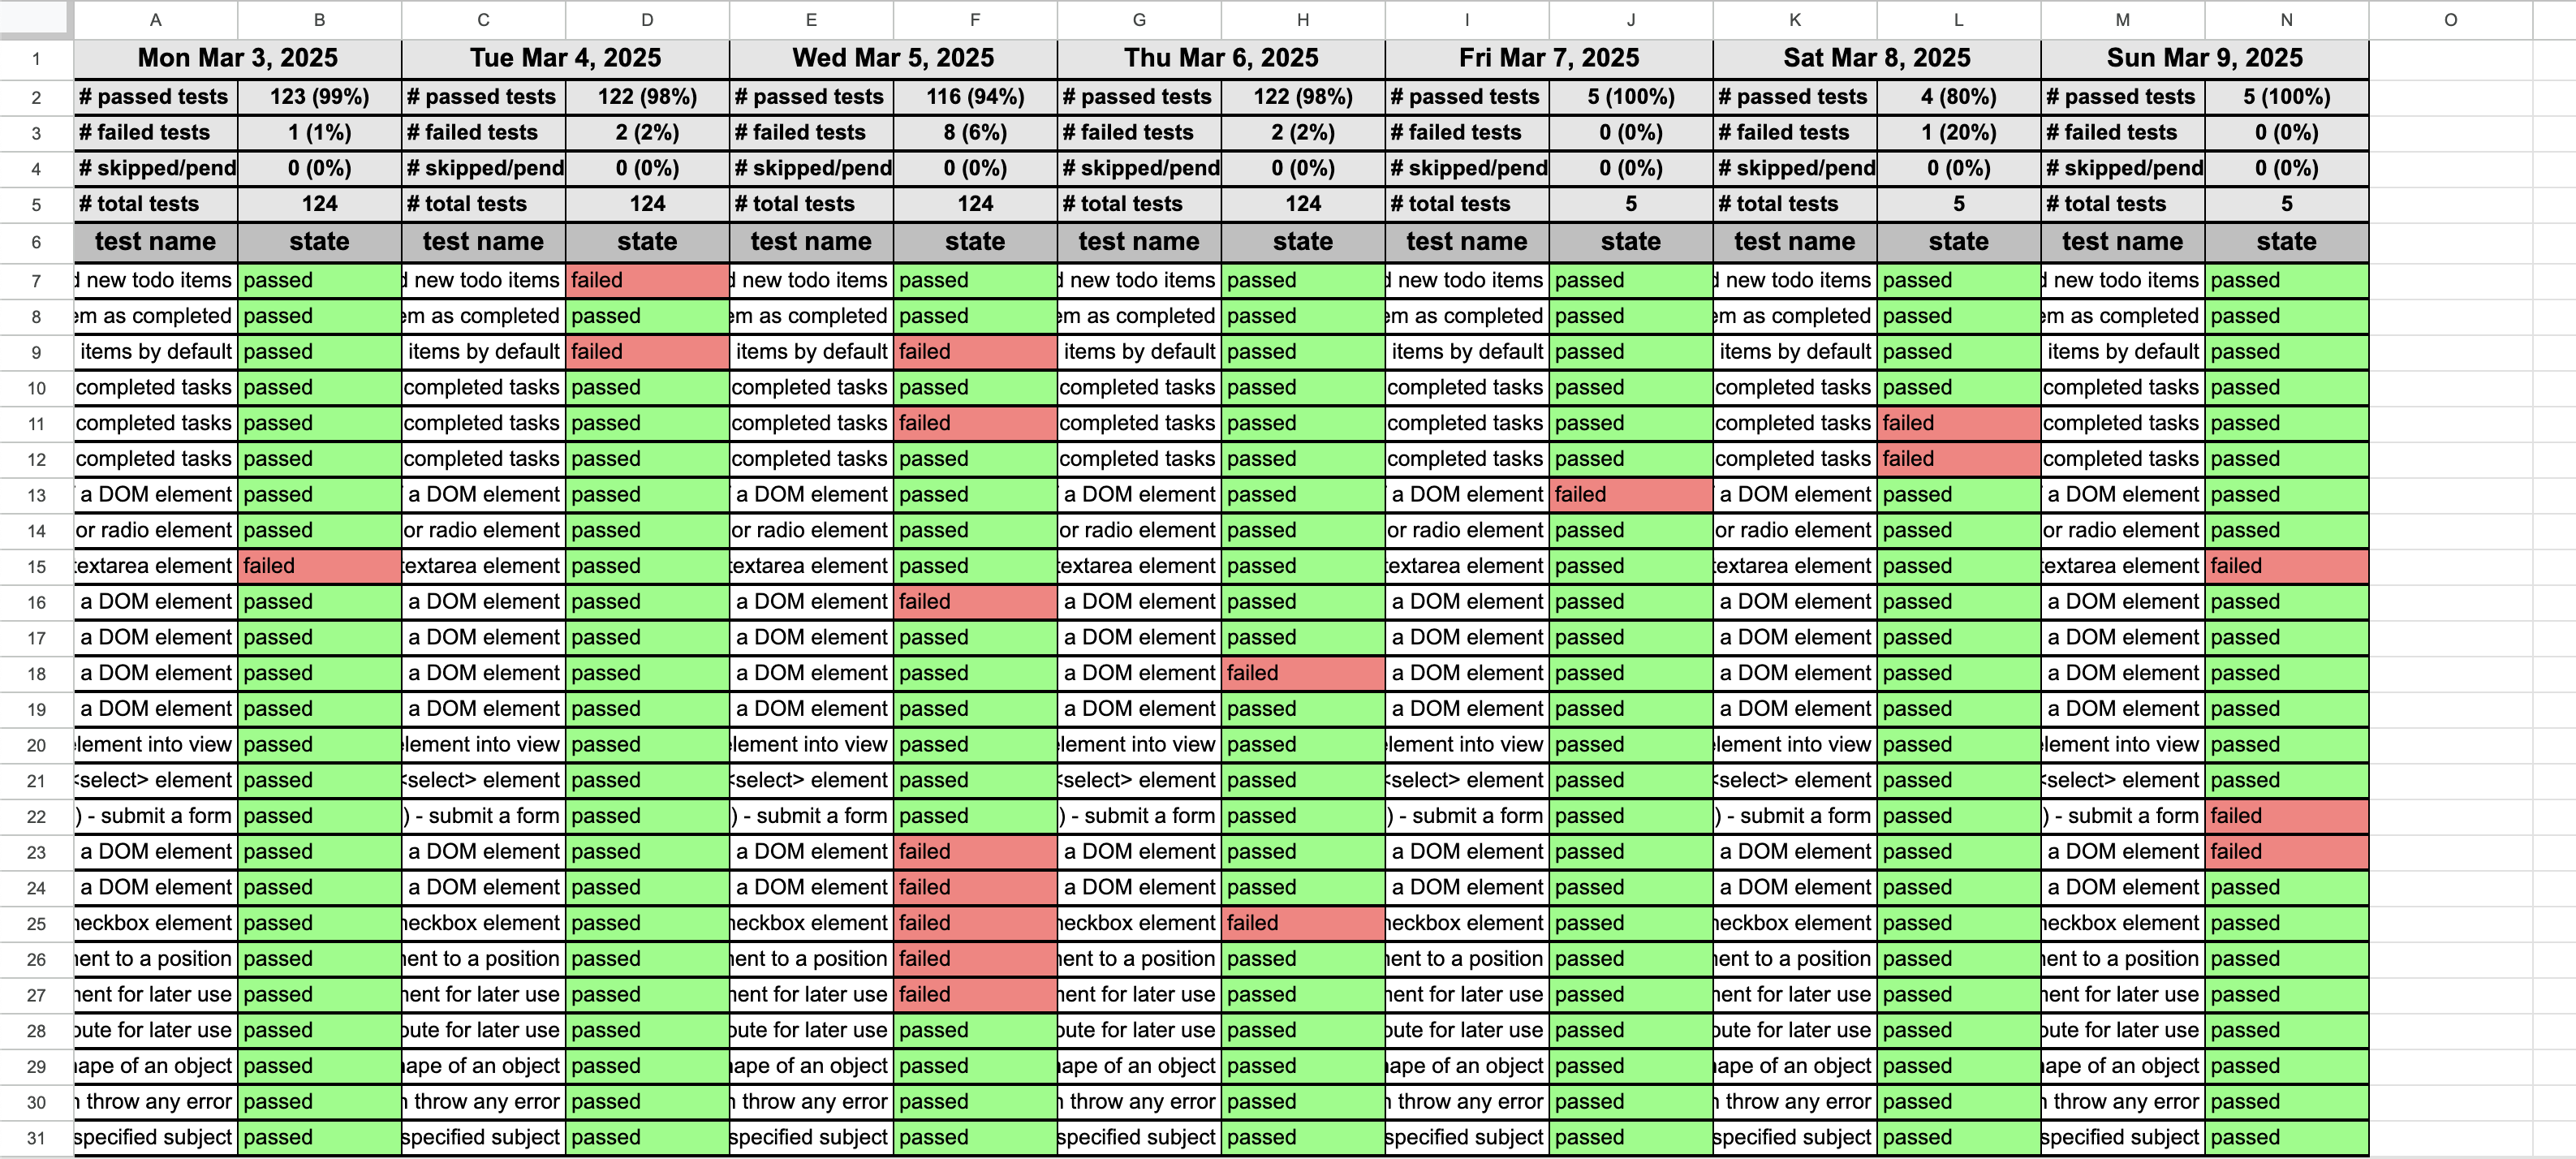 A B C D E F G H I J K L M N O
1 Mon Mar 3, 2025 Tue Mar 4, 2025 Wed Mar 5, 2025 Thu Mar 6, 2025 Fri Mar 7, 2025 Sat Mar 8, 2025 Sun Mar 9, 2025
2 # passed tests 123 (99%) # passed tests 122 (98%) # passed tests 116 (94%) # passed tests 122 (98%) # passed tests 5 (100%) # passed tests 4 (80%) # passed tests 5 (100%)
3 # failed tests 1 (1%) # failed tests 2 (2%) # failed tests 8 (6%) # failed tests 2 (2%) # failed tests 0 (0%) # failed tests 1 (20%) # failed tests 0 (0%)
4 # skipped/pend 0 (0%) # skipped/pend 0 (0%) # skipped/pend 0 (0%) # skipped/pend 0 (0%) # skipped/pend 0 (0%) # skipped/pend 0 (0%) # skipped/pend 0 (0%)
5 # total tests 124 # total tests 124 # total tests 124 # total tests 124 # total tests 5 # total tests 5 # total tests 5
6 test name state test name state test name state test name state test name state test name state test name state
7 new todo items passed new todo items failed new todo items passed new todo items passed new todo items passed new todo items passed new todo items passed
8 em as completed passed em as completed passed em as completed passed em as completed passed em as completed passed em as completed passed em as completed passed
9 items by default passed items by default failed items by default failed items by default passed items by default passed items by default passed items by default passed
10 completed tasks passed completed tasks passed completed tasks passed completed tasks passed completed tasks passed completed tasks passed completed tasks passed
11 completed tasks passed completed tasks passed completed tasks failed completed tasks passed completed tasks passed completed tasks failed completed tasks passed
12 completed tasks passed completed tasks passed completed tasks passed completed tasks passed completed tasks passed completed tasks failed completed tasks passed
13 a DOM element passed a DOM element passed a DOM element passed a DOM element passed a DOM element failed a DOM element passed a DOM element passed
14 or radio element passed or radio element passed or radio element passed or radio element passed or radio element passed or radio element passed or radio element passed
15 extarea element failed extarea element passed extarea element passed extarea element passed extarea element passed extarea element passed extarea element failed
16 a DOM element passed a DOM element passed a DOM element failed a DOM element passed a DOM element passed a DOM element passed a DOM element passed
17 a DOM element passed a DOM element passed a DOM element passed a DOM element passed a DOM element passed a DOM element passed a DOM element passed
18 a DOM element passed a DOM element passed a DOM element passed a DOM element failed a DOM element passed a DOM element passed a DOM element passed
19 a DOM element passed a DOM element passed a DOM element passed a DOM element passed a DOM element passed a DOM element passed a DOM element passed
20 lement into view passed lement into view passed lement into view passed lement into view passed lement into view passed lement into view passed lement into view passed
21 <select> element passed <select> element passed <select> element passed <select> element passed <select> element passed <select> element passed <select> element passed
22 ) - submit a form passed ) - submit a form passed ) - submit a form passed ) - submit a form passed ) - submit a form passed ) - submit a form passed ) - submit a form failed
23 a DOM element passed a DOM element passed a DOM element failed a DOM element passed a DOM element passed a DOM element passed a DOM element failed
24 a DOM element passed a DOM element passed a DOM element failed a DOM element passed a DOM element passed a DOM element passed a DOM element passed
25 heckbox element passed heckbox element passed heckbox element failed heckbox element failed heckbox element passed heckbox element passed heckbox element passed
26 ent to a position passed ent to a position passed ent to a position failed ent to a position passed ent to a position passed ent to a position passed ent to a position passed
27 ent for later use passed ent for later use passed ent for later use failed ent for later use passed ent for later use passed ent for later use passed ent for later use passed
28 oute for later use passed oute for later use passed oute for later use passed oute for later use passed oute for later use passed oute for later use passed oute for later use passed
29 ape of an object passed ape of an object passed ape of an object passed ape of an object passed ape of an object passed ape of an object passed ape of an object passed
30 throw any error passed throw any error passed throw any error passed throw any error passed throw any error passed throw any error passed throw any error passed
31 specified subject passed specified subject passed specified subject passed specified subject passed specified subject passed specified subject passed specified subject passed